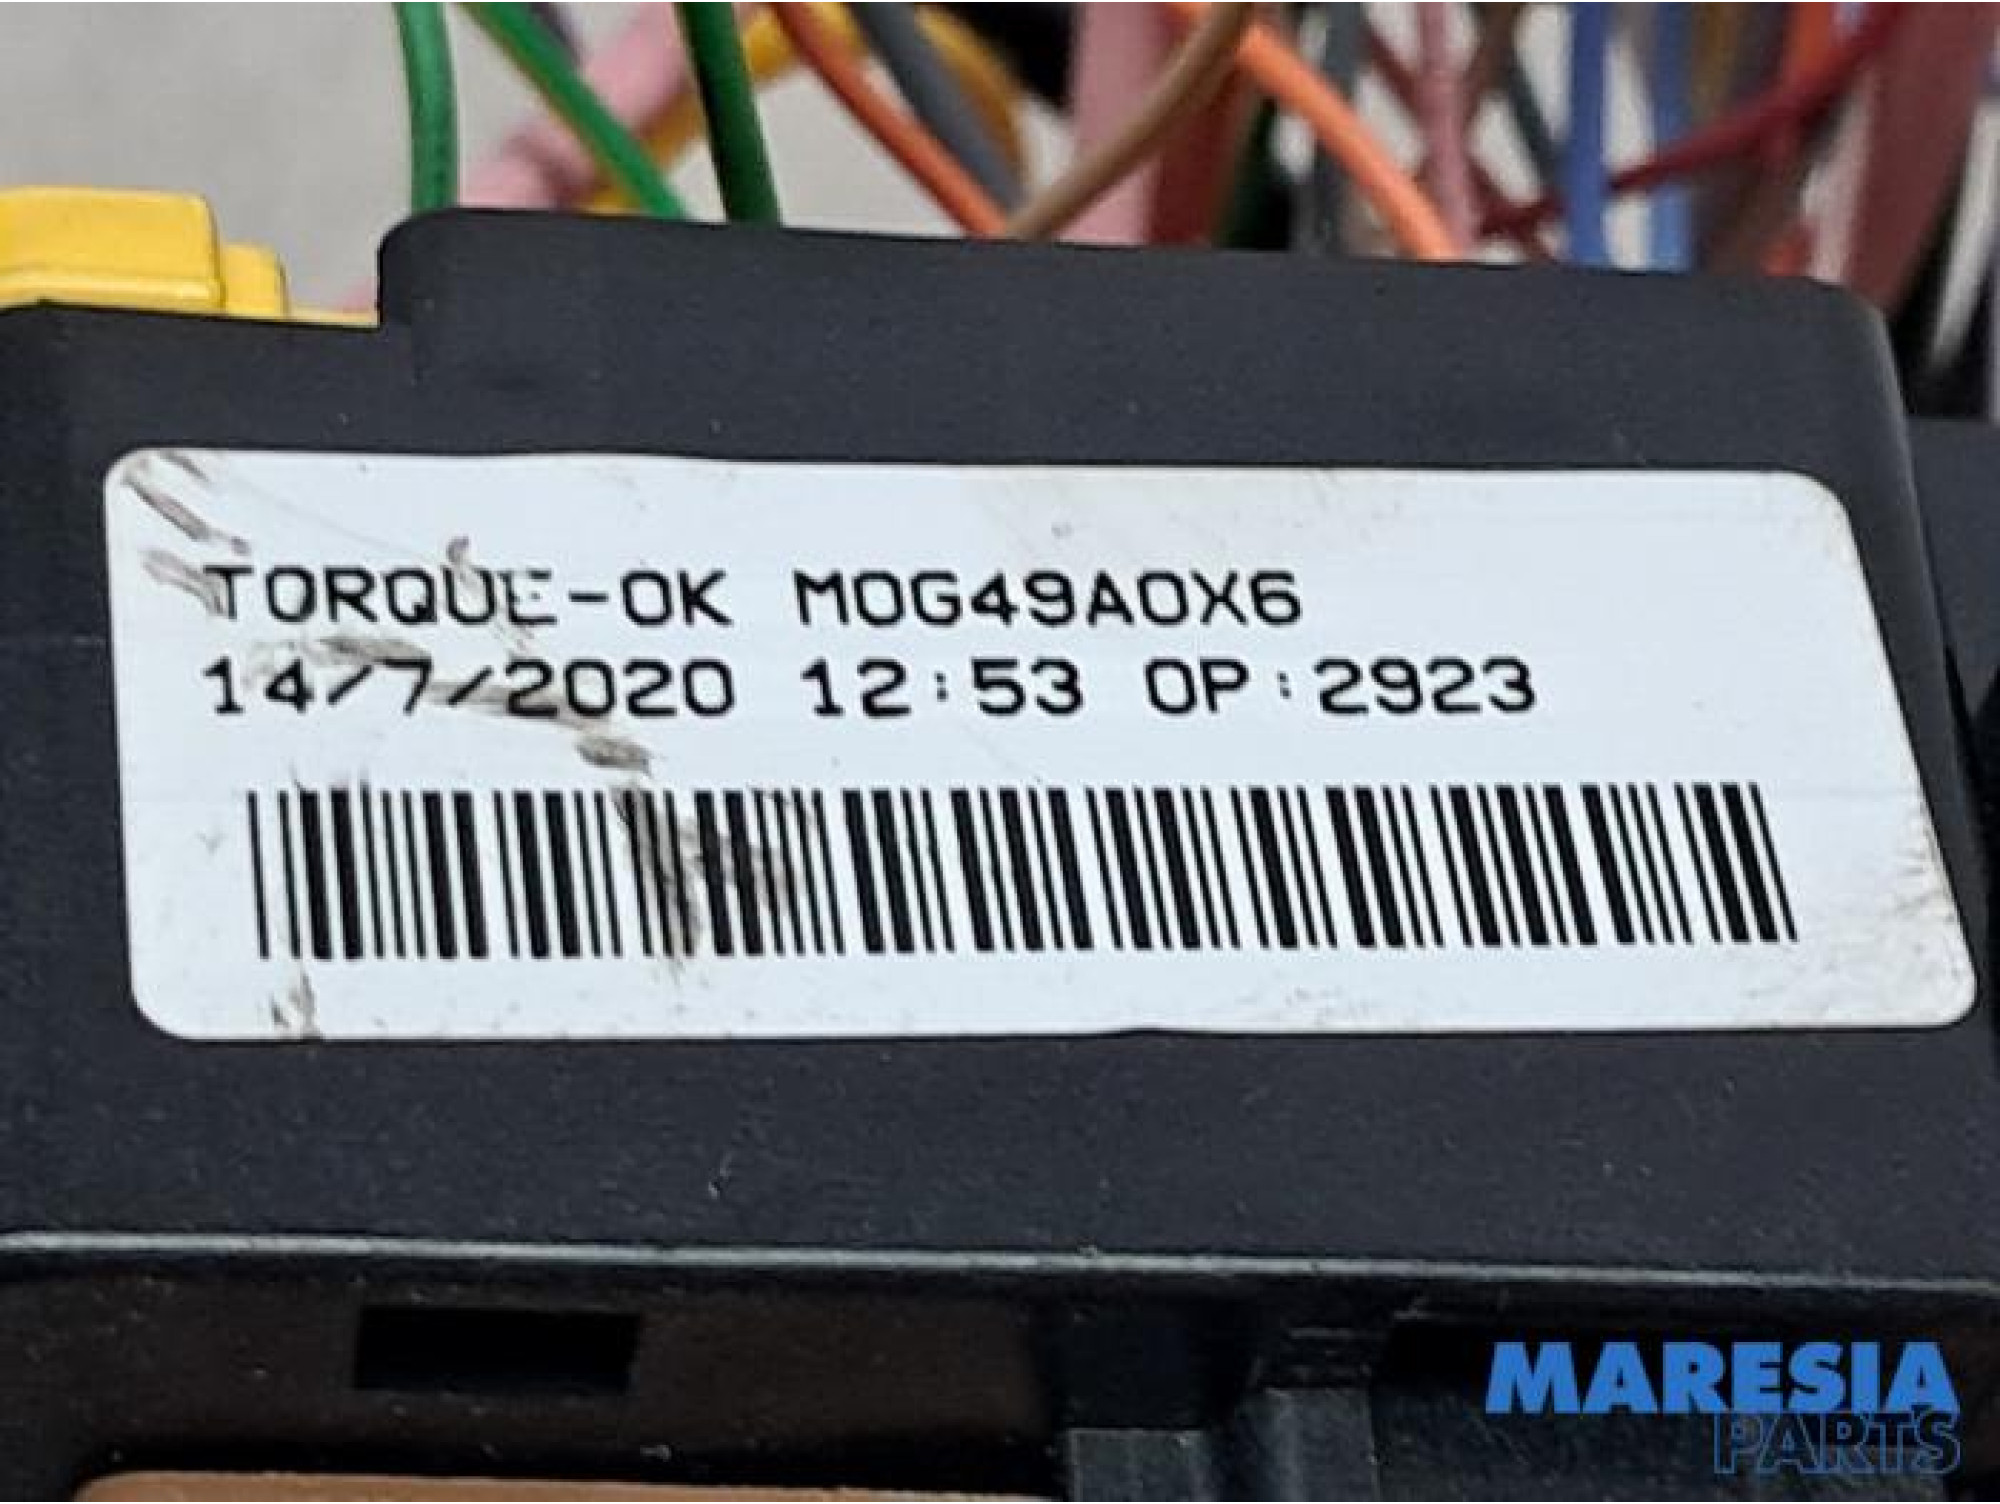 TORQUE-OK M0G49A0X6
14/7/2020 12:53 OP:2923
MARESIA
PARTS